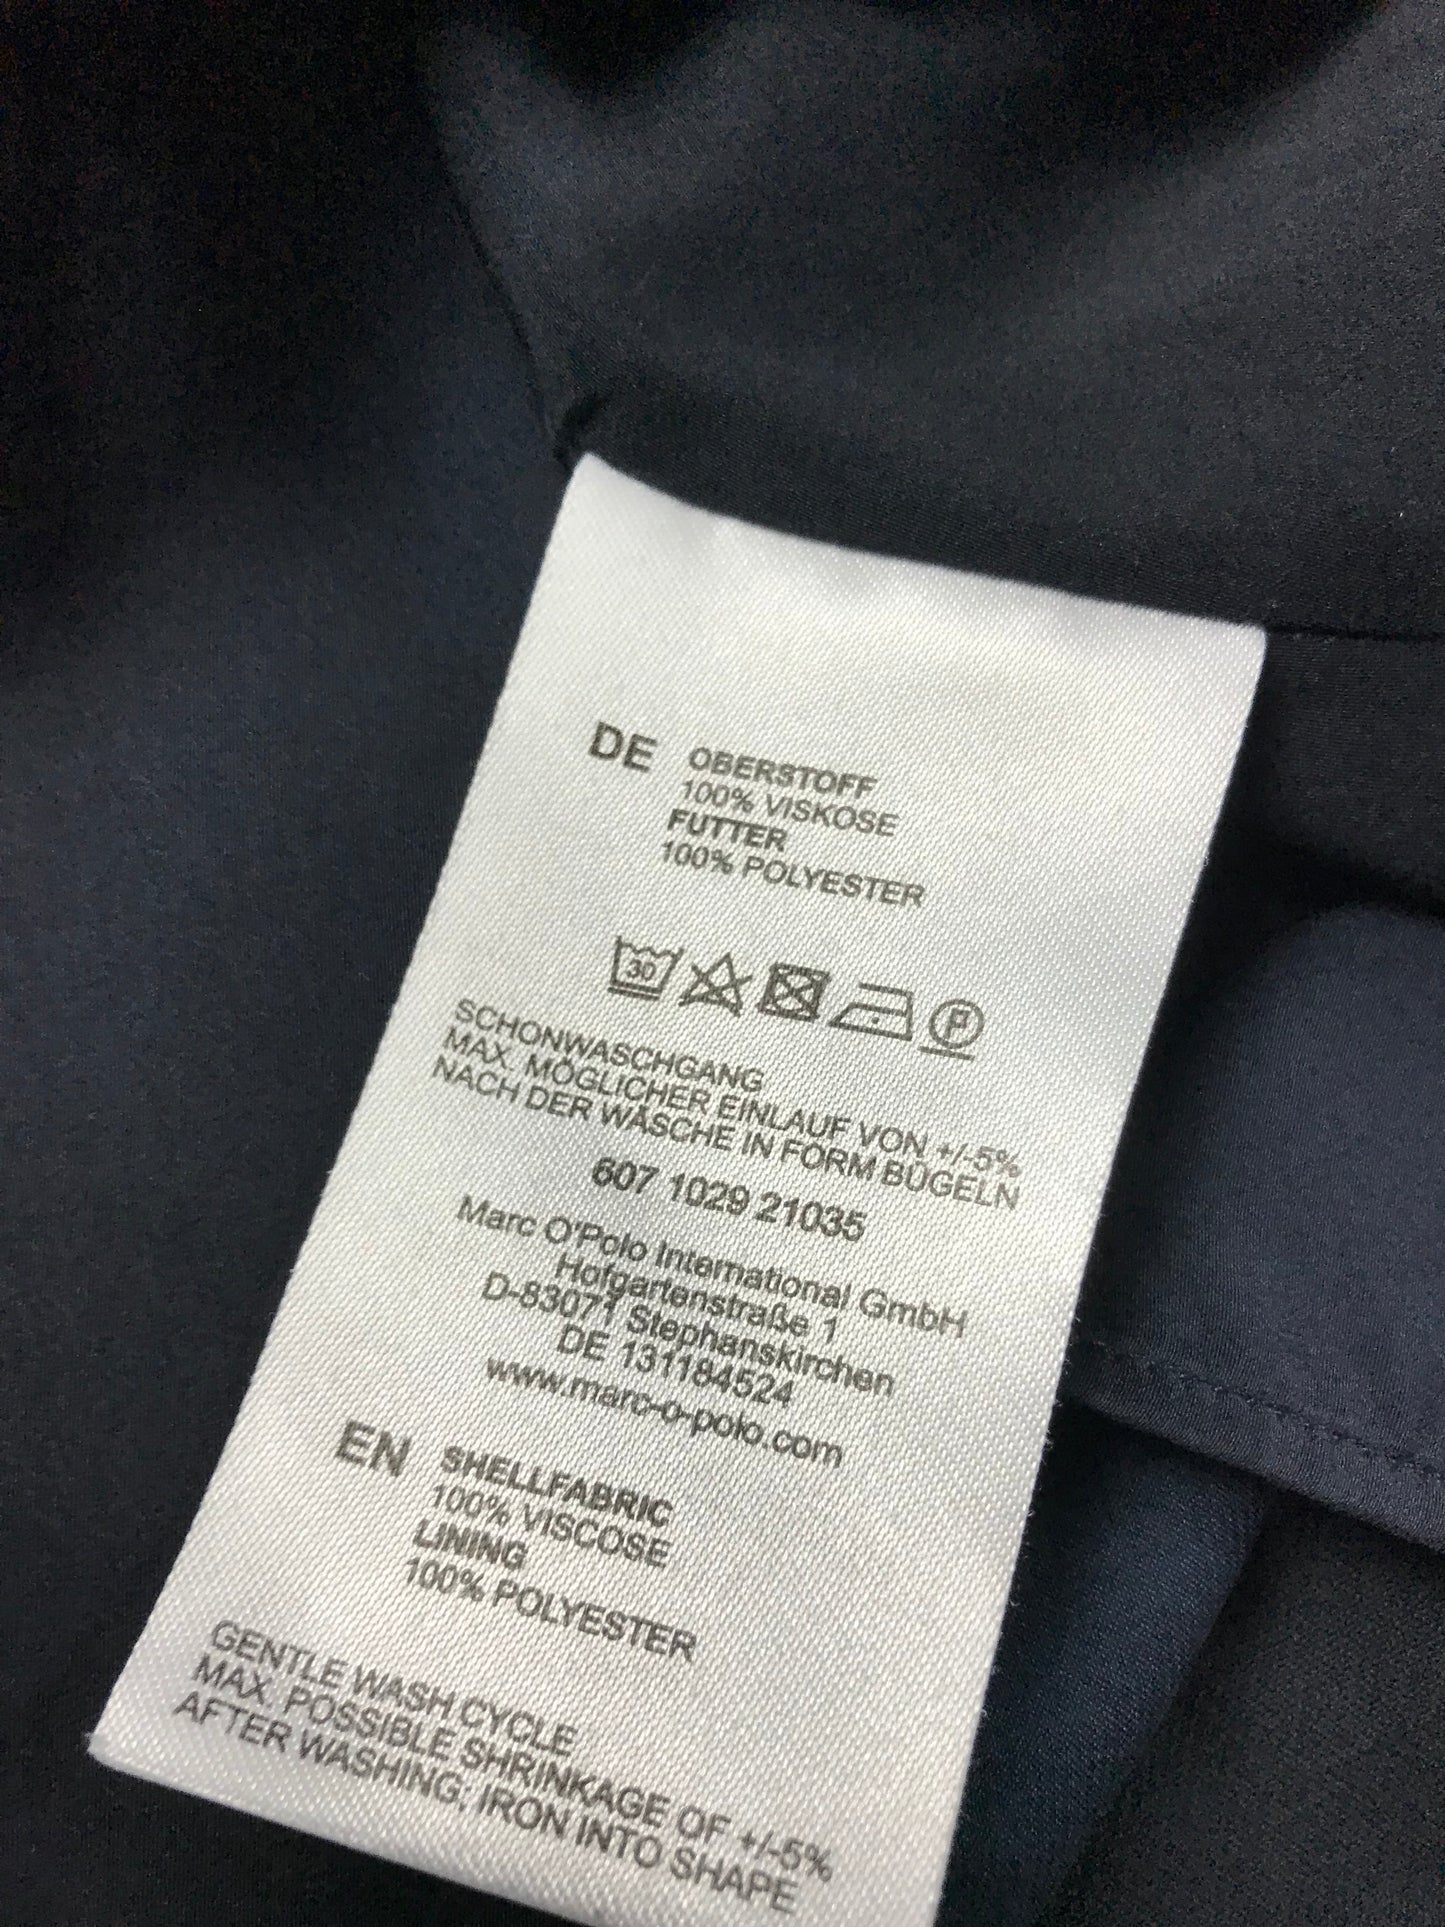 DE OBERSTOFF
100% VISKOSE
FUTTER
100% POLYESTER
30 P
SCHONWASCHGANG
MAX. MÖGLICHER EINLAUF VON +/-5%
NACH DER WÄSCHE IN FORM BÜGELN
607 1029 21035
Marc O'Polo International GmbH
Hofgartenstraße 1
D-83071 Stephanskirchen
DE 131184524
www.marc-o-polo.com
EN SHELLFABRIC
100% VISCOSE
LINING
100% POLYESTER
GENTLE WASH CYCLE
MAX. POSSIBLE SHRINKAGE OF +/-5%
AFTER WASHING; IRON INTO SHAPE